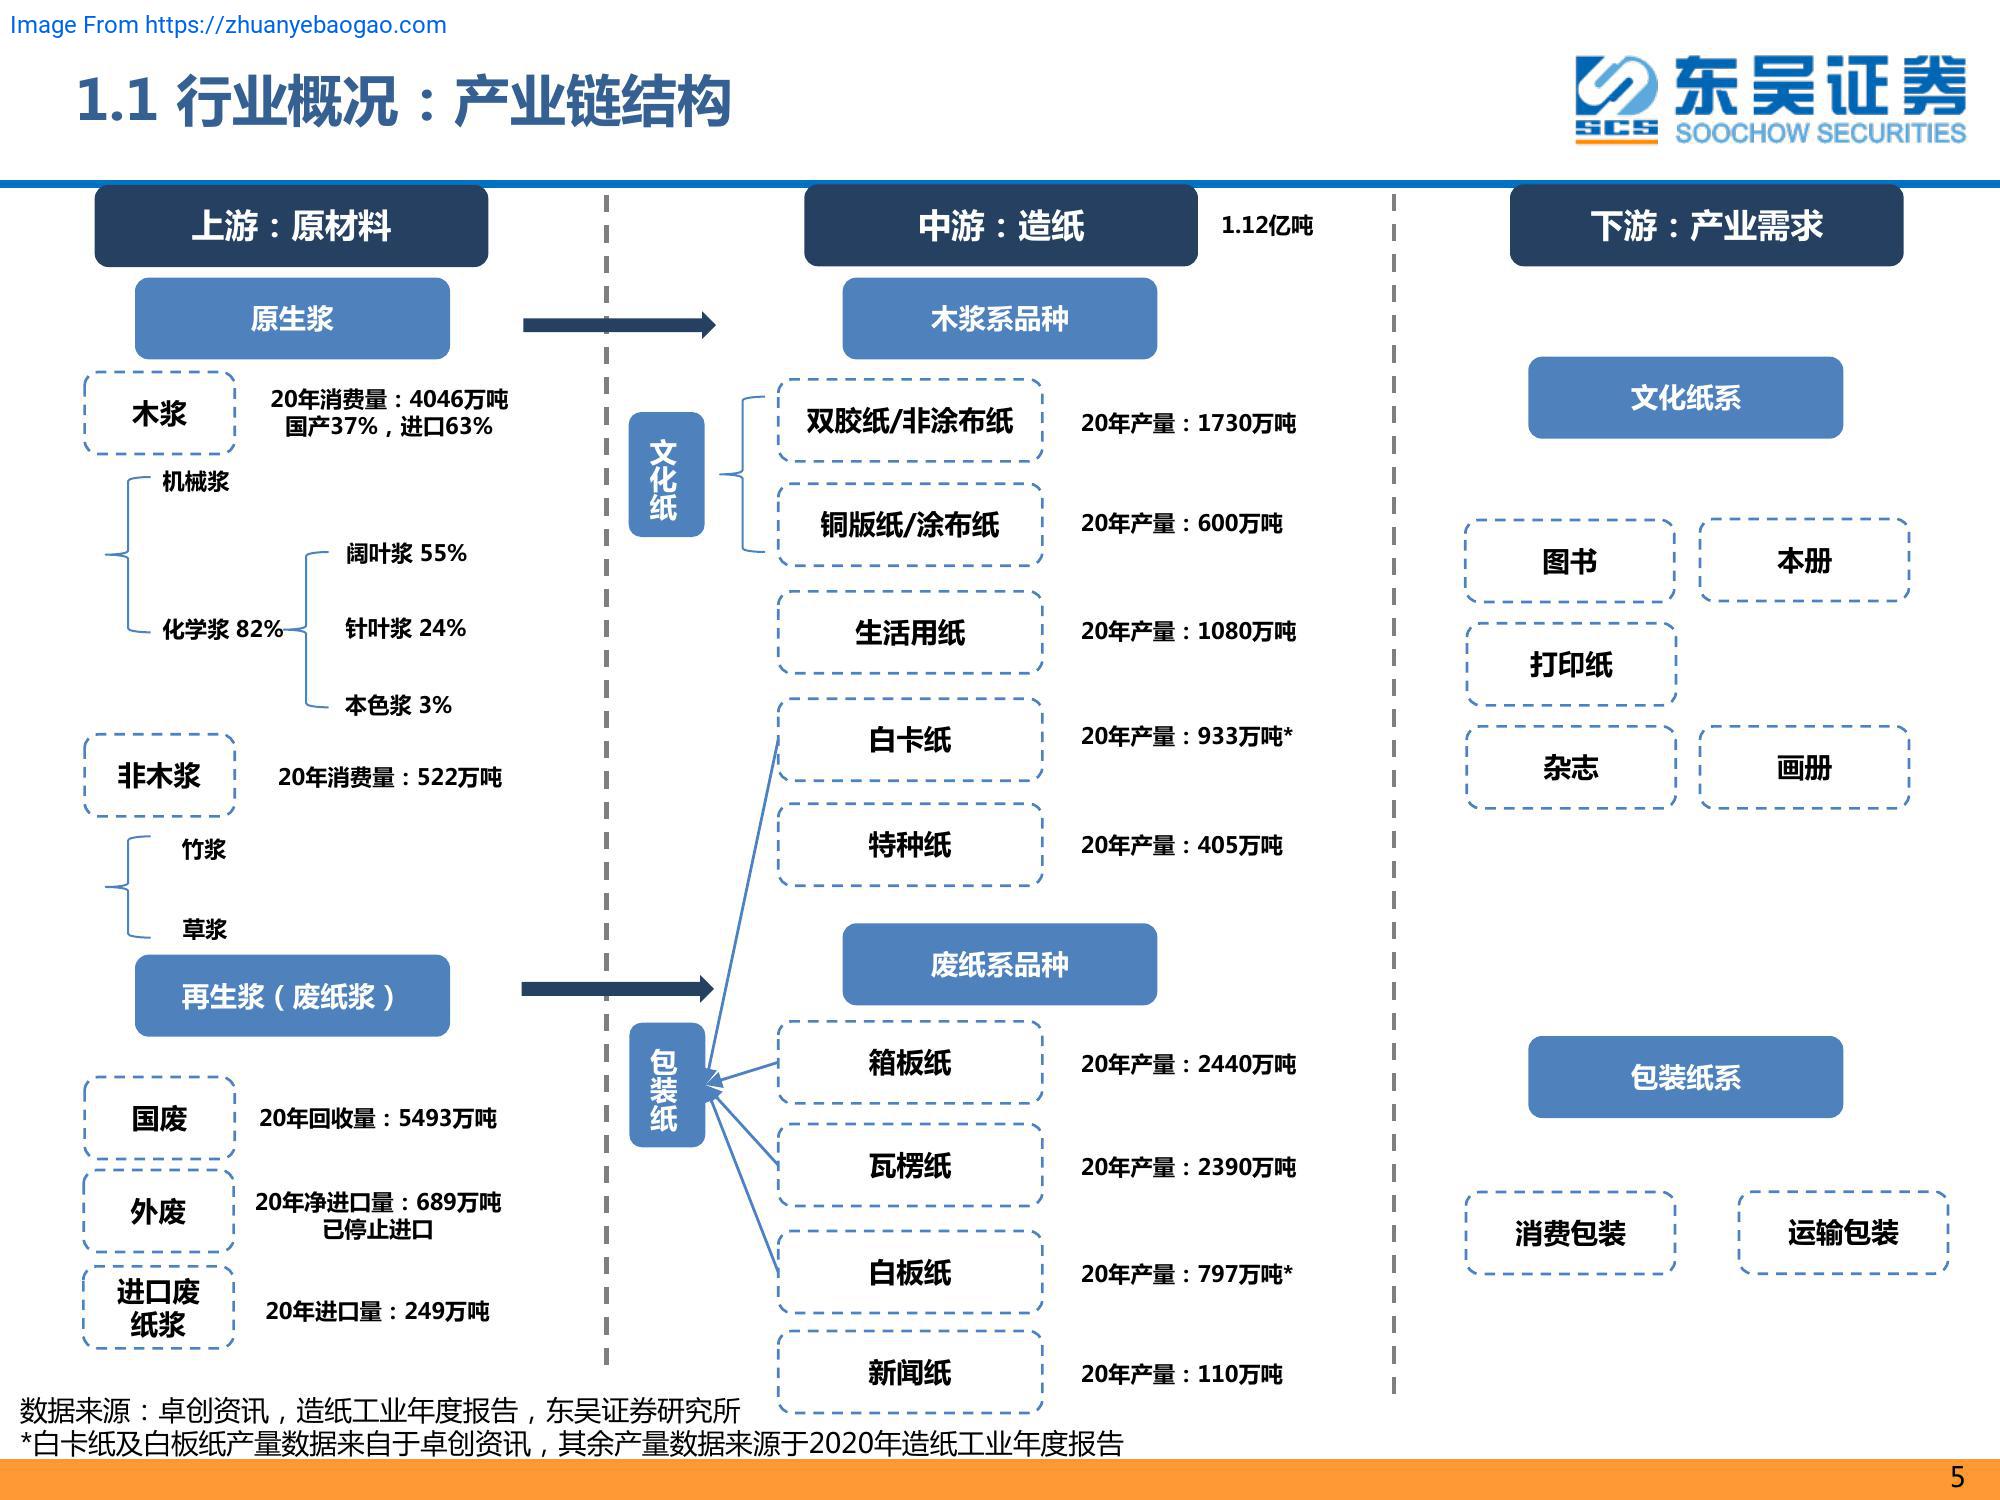 Image From https://zhuanyebaogao.com
1.1 行业概况：产业链结构
东吴证券
SCS
SOOCHOW SECURITIES
上游：原材料
原生浆
木浆
20年消费量：4046万吨
国产37%，进口63%
机械浆
阔叶浆 55%
化学浆 82%
针叶浆 24%
本色浆 3%
非木浆
20年消费量：522万吨
竹浆
草浆
再生浆（废纸浆）
国废
20年回收量：5493万吨
外废
20年净进口量：689万吨
已停止进口
进口废
纸浆
20年进口量：249万吨
中游：造纸
1.12亿吨
木浆系品种
文化纸
双胶纸/非涂布纸
20年产量：1730万吨
铜版纸/涂布纸
20年产量：600万吨
生活用纸
20年产量：1080万吨
白卡纸
20年产量：933万吨*
特种纸
20年产量：405万吨
废纸系品种
包装纸
箱板纸
20年产量：2440万吨
瓦楞纸
20年产量：2390万吨
白板纸
20年产量：797万吨*
新闻纸
20年产量：110万吨
下游：产业需求
文化纸系
图书
本册
打印纸
杂志
画册
包装纸系
消费包装
运输包装
数据来源：卓创资讯，造纸工业年度报告，东吴证券研究所
*白卡纸及白板纸产量数据来自于卓创资讯，其余产量数据来源于2020年造纸工业年度报告
5